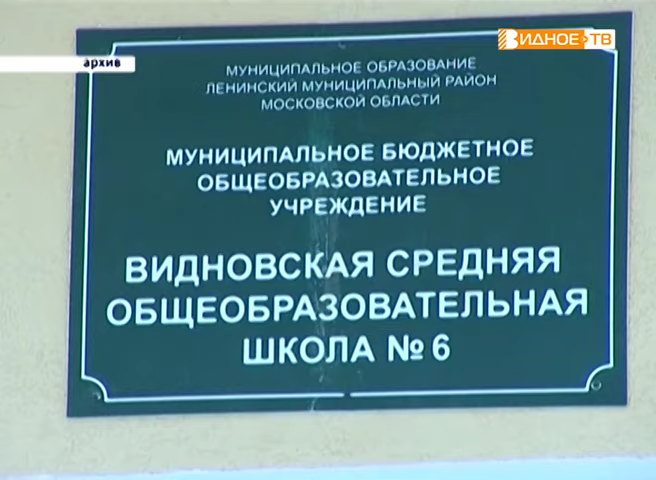 ВИДНОЕ ТВ
архив
МУНИЦИПАЛЬНОЕ ОБРАЗОВАНИЕ
ЛЕНИНСКИЙ МУНИЦИПАЛЬНЫЙ РАЙОН
МОСКОВСКОЙ ОБЛАСТИ
МУНИЦИПАЛЬНОЕ БЮДЖЕТНОЕ
ОБЩЕОБРАЗОВАТЕЛЬНОЕ
УЧРЕЖДЕНИЕ
ВИДНОВСКАЯ СРЕДНЯЯ
ОБЩЕОБРАЗОВАТЕЛЬНАЯ
ШКОЛА № 6